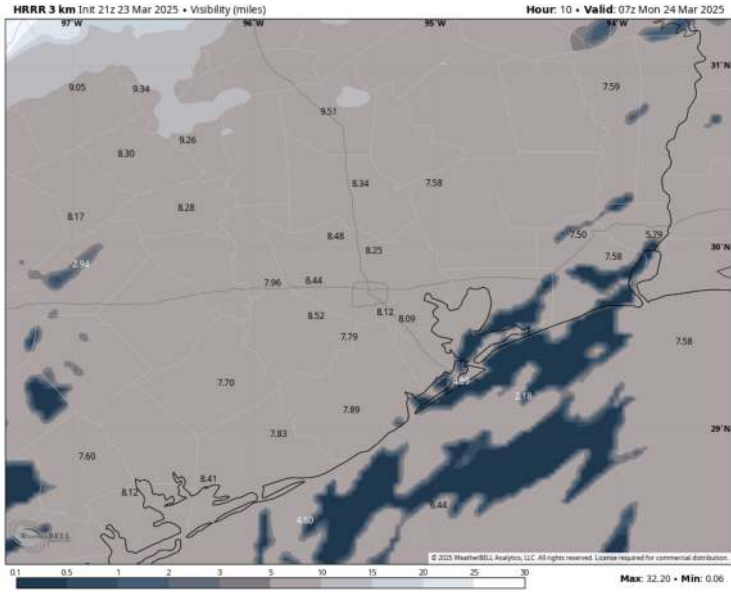 HRRR 3 km Init 21z 23 Mar 2025 • Visibility (miles) Hour: 10 • Valid: 07z Mon 24 Mar 2025
97°W 96°W 95°W 94°W
31°N
9.05 9.34 7.59
9.51
9.26
8.30
8.34 7.58
8.28
8.17
8.48 7.50 5.79
30°N
8.25
7.58
2.94
7.96 8.44
8.52 8.12 8.09
7.79 7.58
7.70
2.18
7.89
7.83 29°N
7.60
8.41
8.12
6.44
4.60
WEATHERBELL
© 2025 WeatherBELL Analytics, LLC. All rights reserved. License required for commercial distribution.
0.1 0.5 1 2 3 5 10 15 20 25 30
Max: 32.20 • Min: 0.06